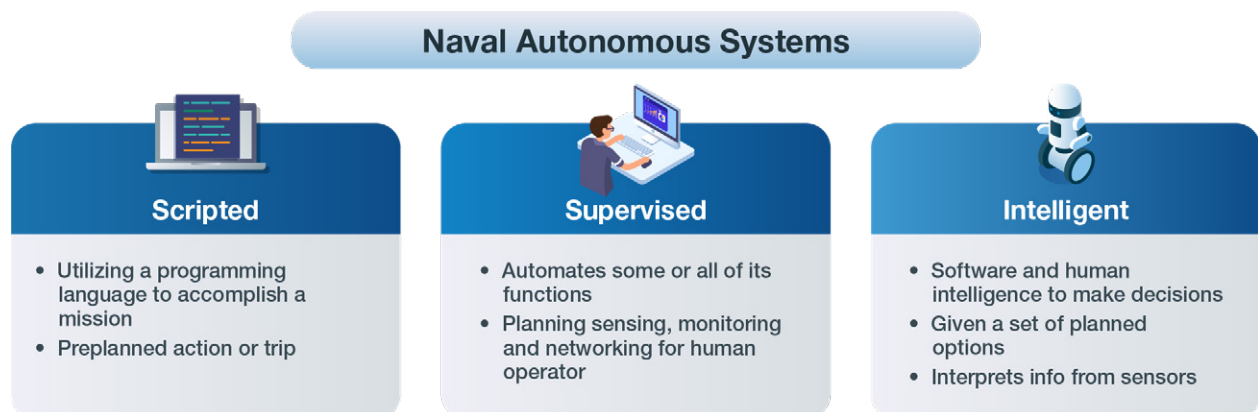 Naval Autonomous Systems
Scripted
• Utilizing a programming
language to accomplish a
mission
• Preplanned action or trip
Supervised
• Automates some or all of its
functions
• Planning sensing, monitoring
and networking for human
operator
Intelligent
• Software and human
intelligence to make decisions
• Given a set of planned
options
• Interprets info from sensors